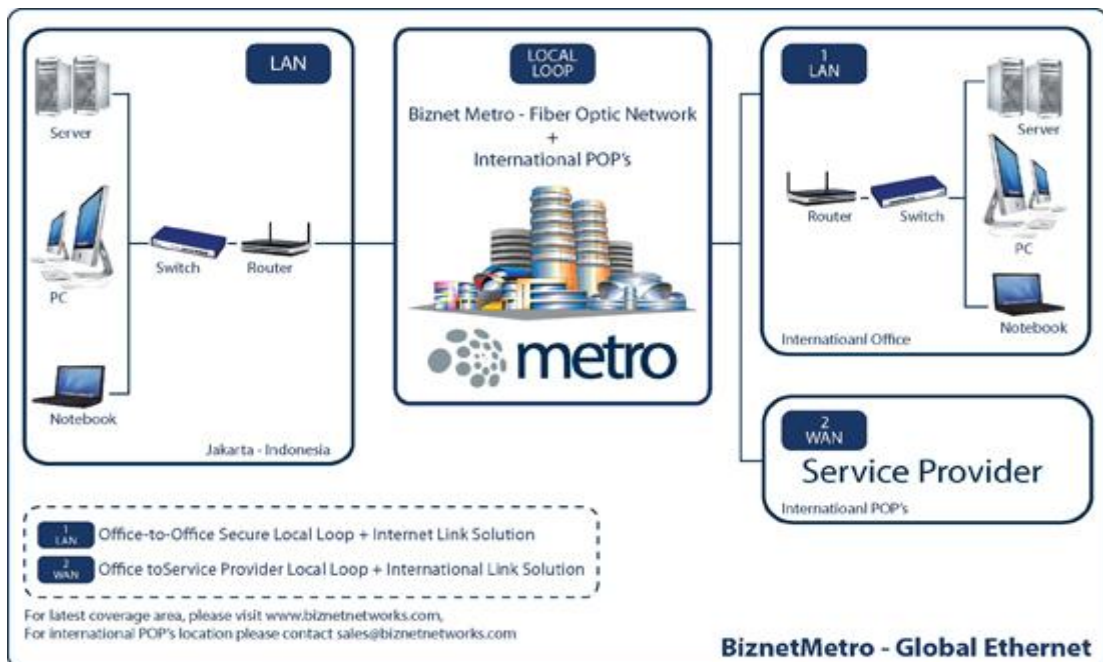 LAN
Server
PC
Switch
Router
Notebook
Jakarta - Indonesia
LOCAL
LOOP
Biznet Metro - Fiber Optic Network
+
International POP's
metro
1
LAN
Server
Router
Switch
PC
Notebook
Internatioanl Office
2
WAN
Service Provider
Internatioanl POP's
1
LAN
Office-to-Office Secure Local Loop + Internet Link Solution
2
WAN
Office toService Provider Local Loop + International Link Solution
For latest coverage area, please visit www.biznetnetworks.com,
For international POP's location please contact sales@biznetnetworks.com
BiznetMetro - Global Ethernet